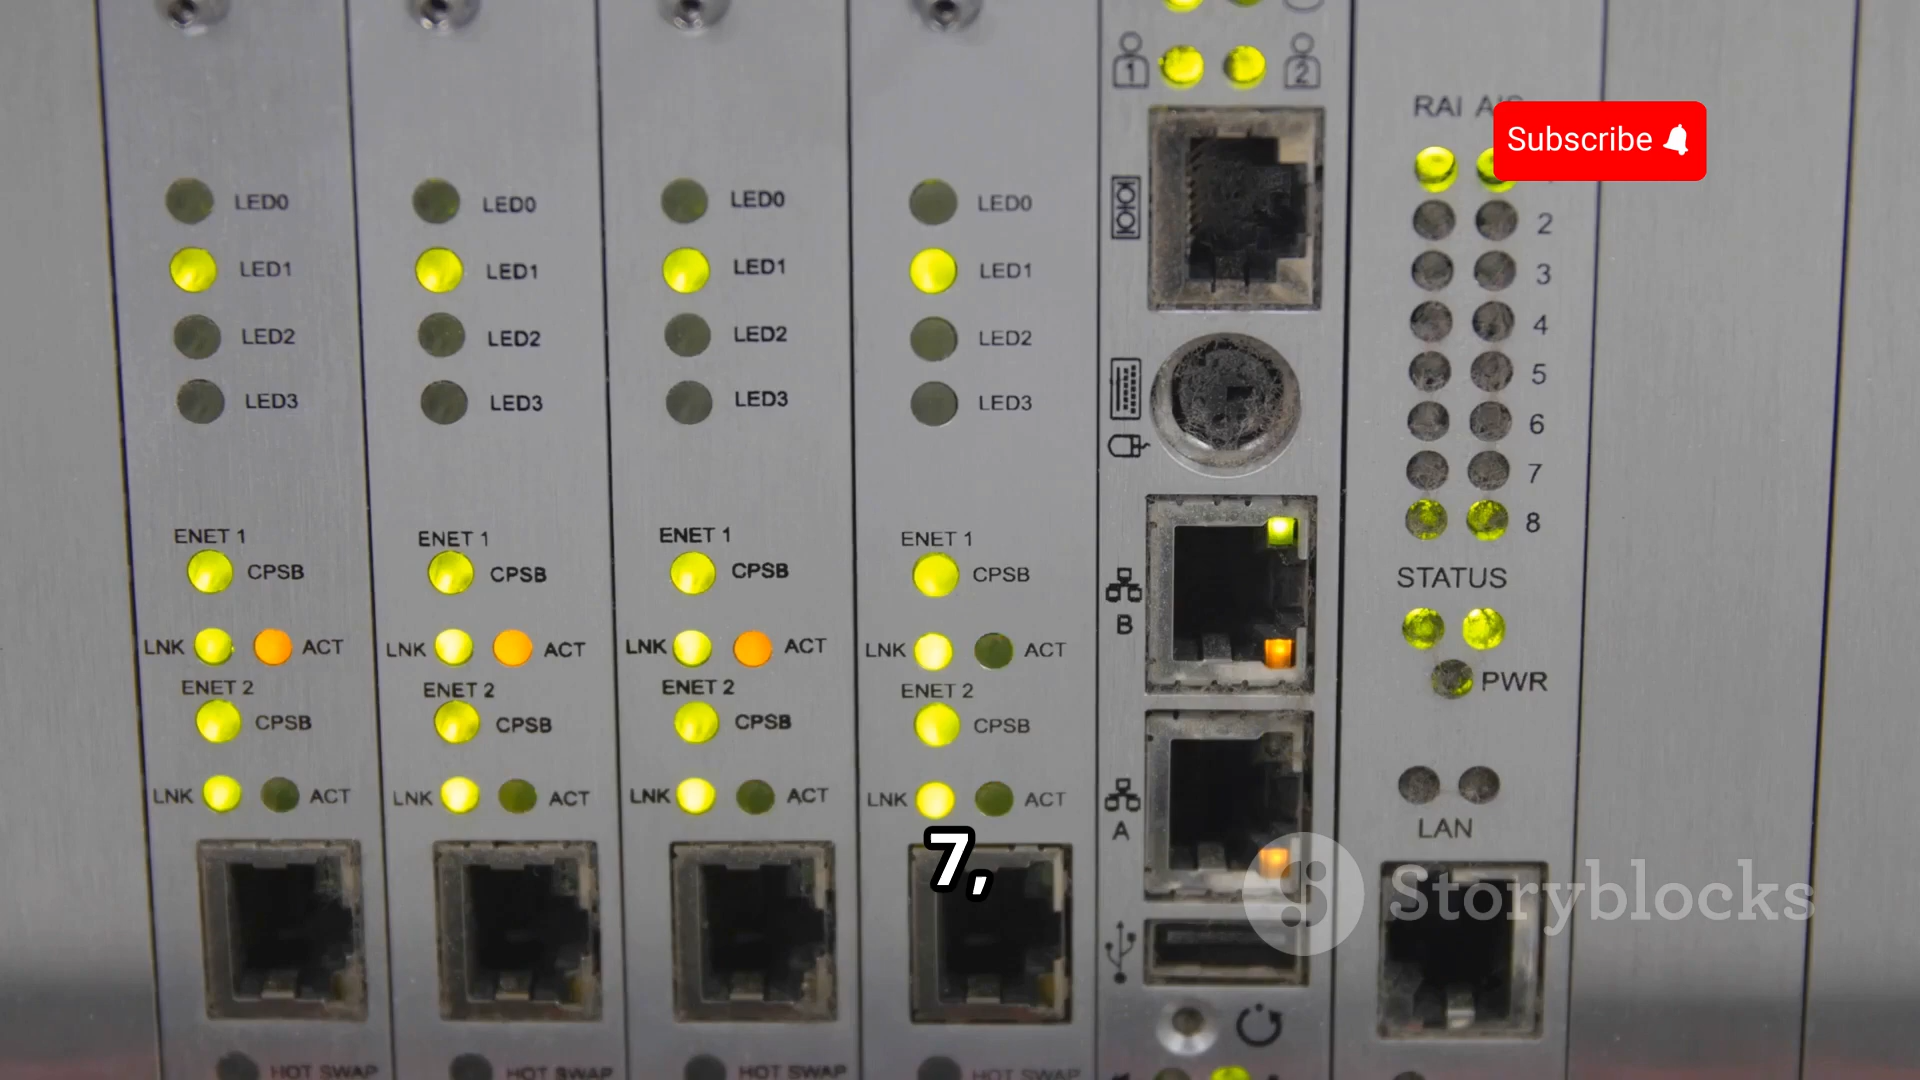 1
2
RAI
Subscribe
LED0 LED0 LED0 LED0
2
LED1 LED1 LED1 LED1
3
LED2 LED2 LED2 LED2
4
5
LED3 LED3 LED3 LED3
6
7
ENET 1 ENET 1 ENET 1 ENET 1
8
CPSB CPSB CPSB CPSB
STATUS
B
LNK ACT LNK ACT LNK ACT LNK ACT
PWR
ENET 2 ENET 2 ENET 2 ENET 2
CPSB CPSB CPSB CPSB
LNK ACT LNK ACT LNK ACT LNK ACT
A
LAN
7,
Storyblocks
HOT SWAP HOT SWAP HOT SWAP HOT SWAP